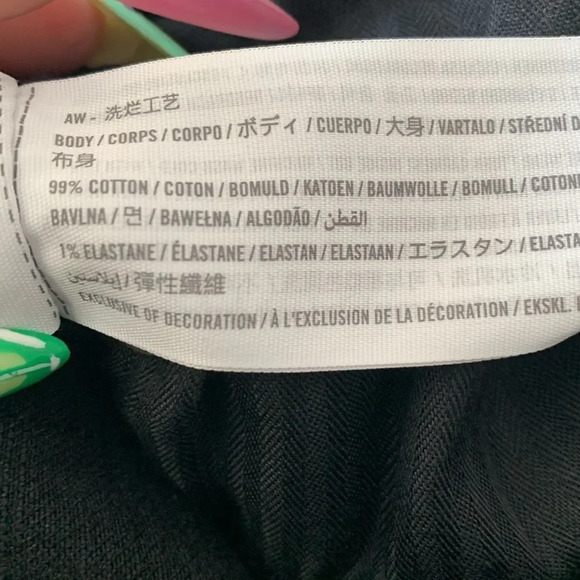 AW - 洗烂工艺
BODY / CORPS / CORPO / ボディ / CUERPO / 大身 / VARTALO / STŘEDNÍ D
布身
99% COTTON / COTON / BOMULD / KATOEN / BAUMWOLLE / BOMULL / COTONE
BAVLNA / 면 / BAWEŁNA / ALGODÃO / القطن
1% ELASTANE / ÉLASTANE / ELASTAN / ELASTAAN / エラスタン / ELASTA
إيلاستين / 彈性纖維
EXCLUSIVE OF DECORATION / À L'EXCLUSION DE LA DÉCORATION / EKSKL.